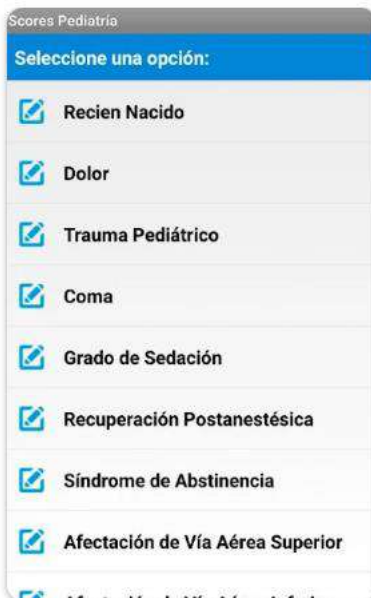 Scores Pediatria
Seleccione una opción:
Recien Nacido
Dolor
Trauma Pediátrico
Coma
Grado de Sedación
Recuperación Postanestésica
Síndrome de Abstinencia
Afectación de Vía Aérea Superior